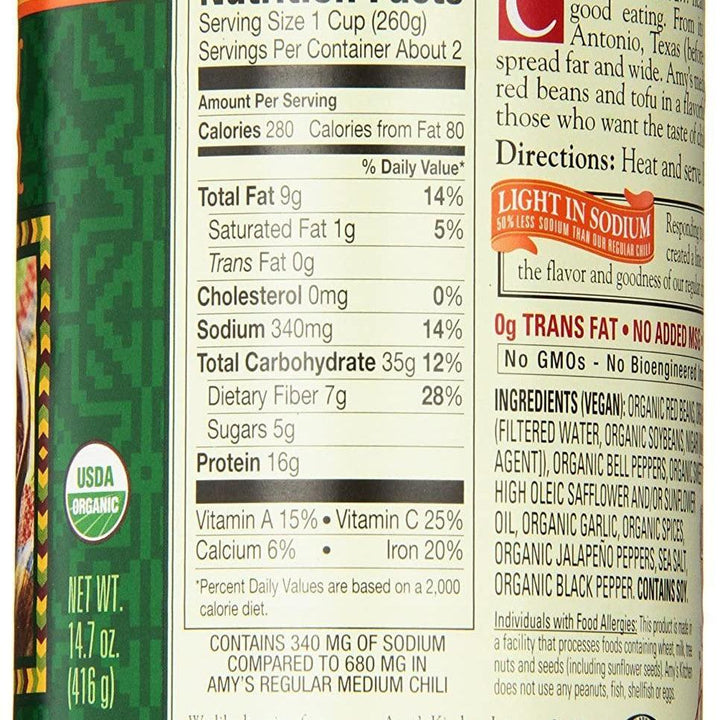 Nutrition Facts
Serving Size 1 Cup (260g)
Servings Per Container About 2
Amount Per Serving
Calories 280 Calories from Fat 80
% Daily Value*
Total Fat 9g 14%
Saturated Fat 1g 5%
Trans Fat 0g
Cholesterol 0mg 0%
Sodium 340mg 14%
Total Carbohydrate 35g 12%
Dietary Fiber 7g 28%
Sugars 5g
Protein 16g
Vitamin A 15% • Vitamin C 25%
Calcium 6% • Iron 20%
*Percent Daily Values are based on a 2,000
calorie diet.
CONTAINS 340 MG OF SODIUM
COMPARED TO 680 MG IN
AMY'S REGULAR MEDIUM CHILI
USDA
ORGANIC
NET WT.
14.7 oz.
(416 g)
C
good eating. From
Antonio, Texas
spread far and wide. Amy's
red beans and tofu in a
those who want the taste of
Directions: Heat and serve.
LIGHT IN SODIUM
50% LESS SODIUM THAN OUR REGULAR CHILI
Responding
created a
the flavor and goodness of our
0g TRANS FAT • NO ADDED MSG
No GMOs - No Bioengineered
INGREDIENTS (VEGAN): ORGANIC RED BEANS,
(FILTERED WATER, ORGANIC SOYBEANS, NIGARI
AGENT]), ORGANIC BELL PEPPERS, ORGANIC
HIGH OLEIC SAFFLOWER AND/OR SUNFLOWER
OIL, ORGANIC GARLIC, ORGANIC SPICES,
ORGANIC JALAPEÑO PEPPERS, SEA SALT,
ORGANIC BLACK PEPPER. CONTAINS SOY.
Individuals with Food Allergies: This product is made in
a facility that processes foods containing wheat, milk, tree
nuts and seeds (including sunflower seeds). Amy's Kitchen
does not use any peanuts, fish, shellfish or eggs.